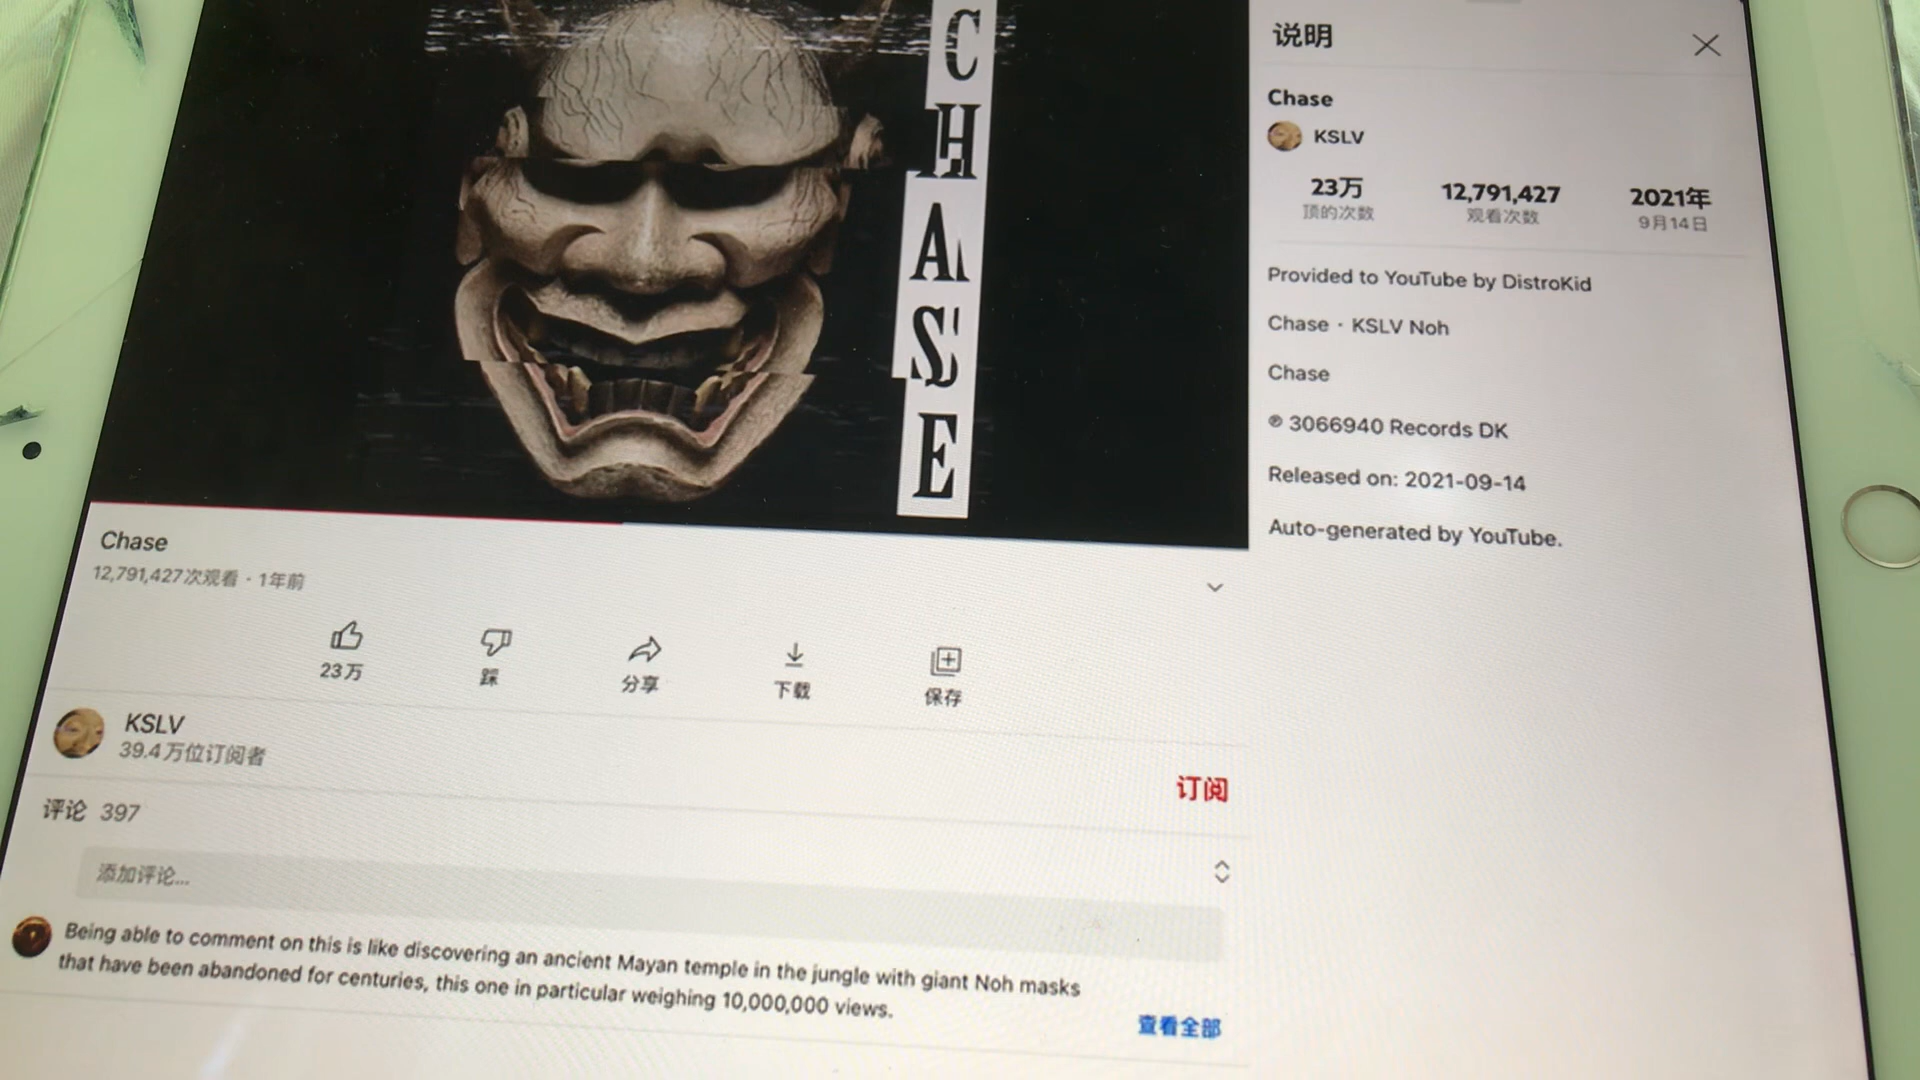 CHASE
Chase
12,791,427次观看 · 1年前
23万
踩
分享
下载
保存
KSLV
39.4万位订阅者
订阅
评论 397
添加评论...
Being able to comment on this is like discovering an ancient Mayan temple in the jungle with giant Noh masks
that have been abandoned for centuries, this one in particular weighing 10,000,000 views.
查看全部
说明
Chase
KSLV
23万 12,791,427 2021年
顶的次数 观看次数 9月14日
Provided to YouTube by DistroKid
Chase · KSLV Noh
Chase
℗ 3066940 Records DK
Released on: 2021-09-14
Auto-generated by YouTube.